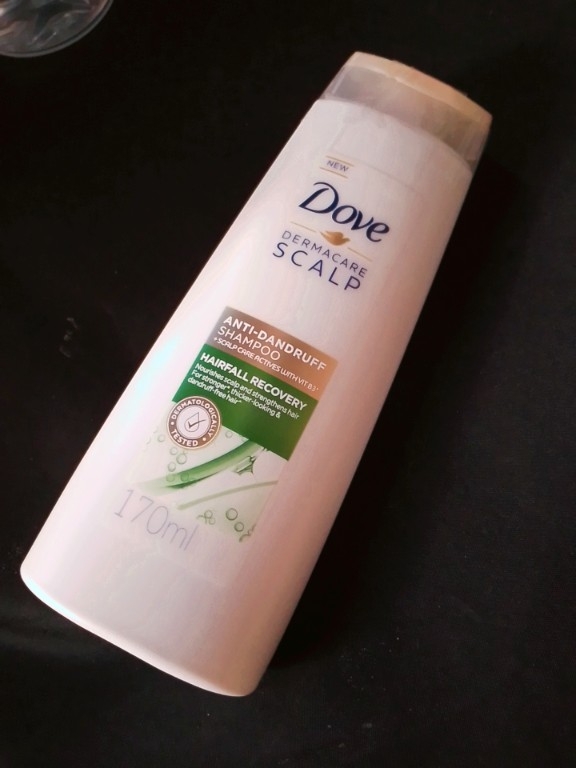 NEW
Dove
DERMACARE
SCALP
ANTI-DANDRUFF
SHAMPOO
+SCALP CARE ACTIVES WITH VIT B3*
HAIRFALL RECOVERY
Nourishes scalp and strengthens hair
For stronger*, thicker-looking &
dandruff-free hair^
DERMATOLOGICALLY
TESTED
170ml